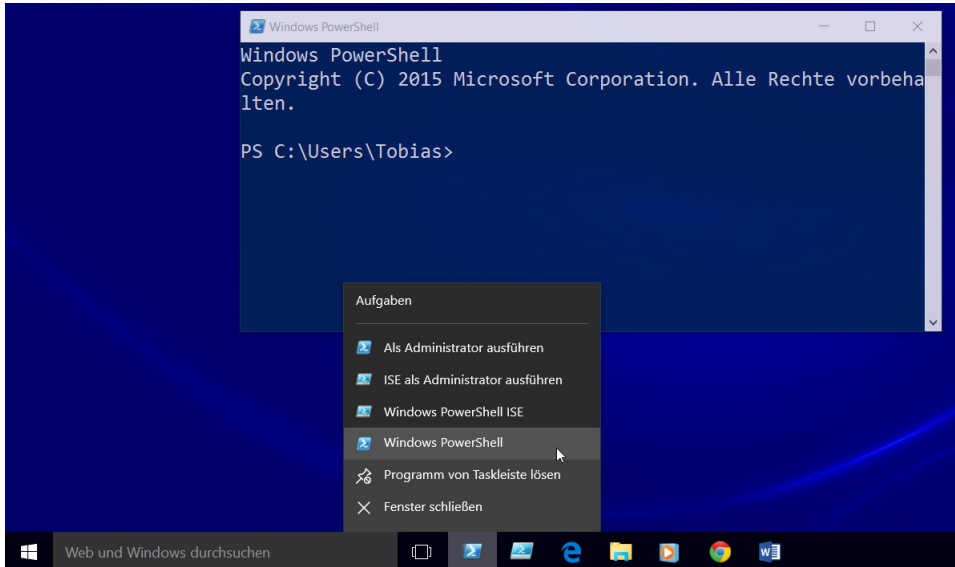 Windows PowerShell
Windows PowerShell
Copyright (C) 2015 Microsoft Corporation. Alle Rechte vorbeha
lten.
PS C:\Users\Tobias>
Aufgaben
Als Administrator ausführen
ISE als Administrator ausführen
Windows PowerShell ISE
Windows PowerShell
Programm von Taskleiste lösen
Fenster schließen
Web und Windows durchsuchen